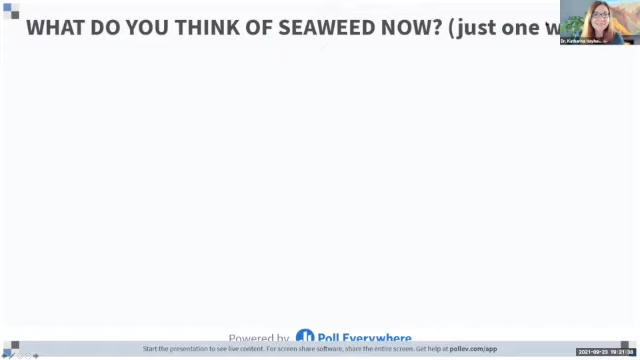 WHAT DO YOU THINK OF SEAWEED NOW? (just one w
Dr. Katharine
Powered by Poll Everywhere
Start the presentation to see live content. For screen share software, share the entire screen. Get help at pollev.com/app
2021-09-23 19:21:34